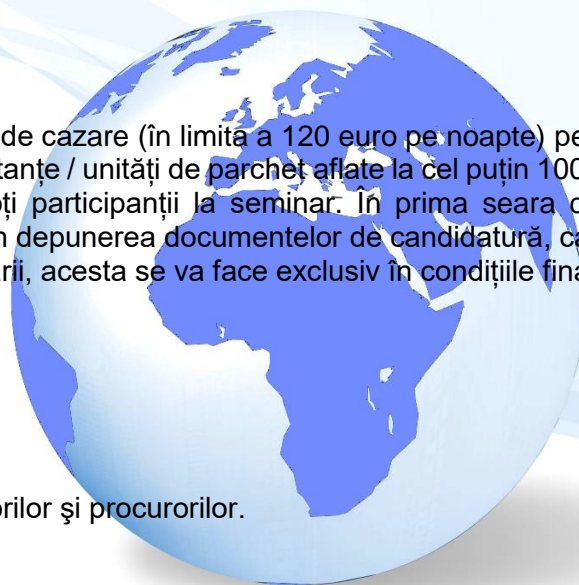 de cazare (în limita a 120 euro pe noapte) pe
tanțe / unități de parchet aflate la cel puțin 100
ți participanții la seminar. În prima seara c
n depunerea documentelor de candidatură, ca
rii, acesta se va face exclusiv în condițiile fina
rilor şi procurorilor.